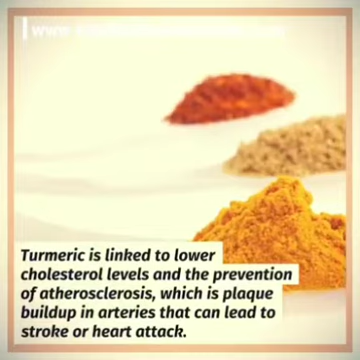 www.
Turmeric is linked to lower
cholesterol levels and the prevention
of atherosclerosis, which is plaque
buildup in arteries that can lead to
stroke or heart attack.